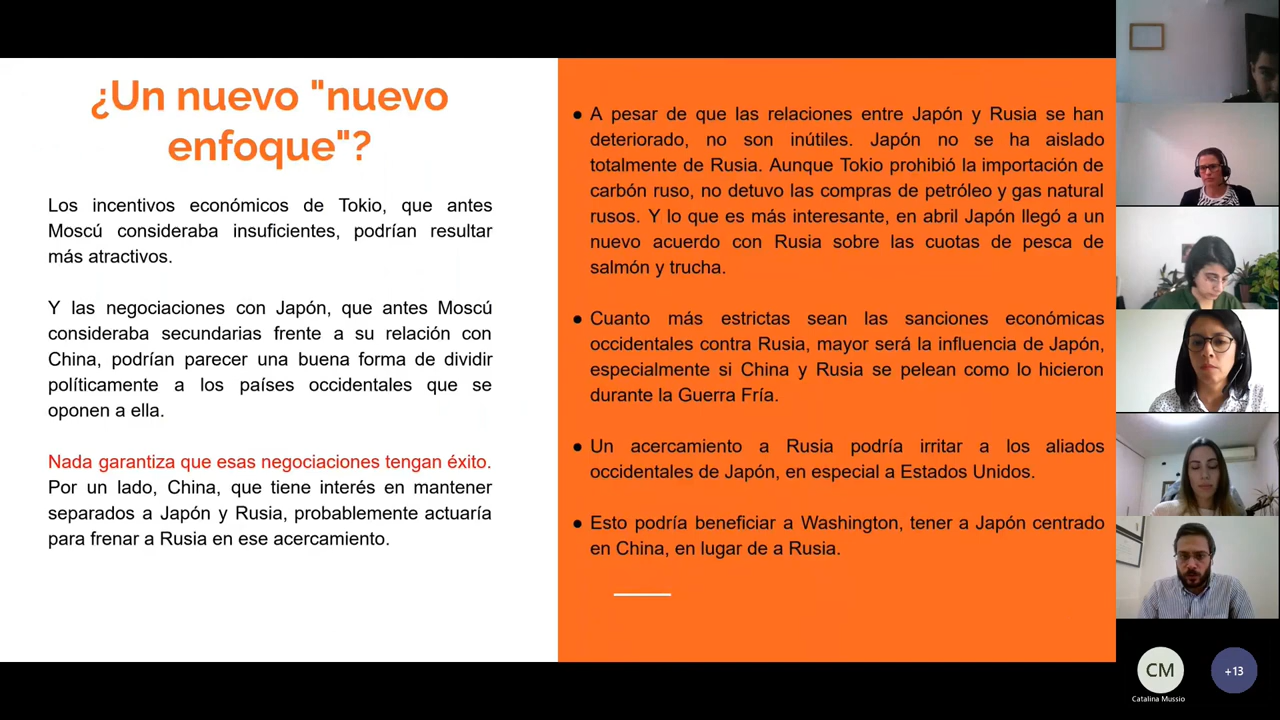 ¿Un nuevo "nuevo
enfoque"?
Los incentivos económicos de Tokio, que antes
Moscú consideraba insuficientes, podrían resultar
más atractivos.
Y las negociaciones con Japón, que antes Moscú
consideraba secundarias frente a su relación con
China, podrían parecer una buena forma de dividir
políticamente a los países occidentales que se
oponen a ella.
Nada garantiza que esas negociaciones tengan éxito.
Por un lado, China, que tiene interés en mantener
separados a Japón y Rusia, probablemente actuaría
para frenar a Rusia en ese acercamiento.
● A pesar de que las relaciones entre Japón y Rusia se han
deteriorado, no son inútiles. Japón no se ha aislado
totalmente de Rusia. Aunque Tokio prohibió la importación de
carbón ruso, no detuvo las compras de petróleo y gas natural
rusos. Y lo que es más interesante, en abril Japón llegó a un
nuevo acuerdo con Rusia sobre las cuotas de pesca de
salmón y trucha.
● Cuanto más estrictas sean las sanciones económicas
occidentales contra Rusia, mayor será la influencia de Japón,
especialmente si China y Rusia se pelean como lo hicieron
durante la Guerra Fría.
● Un acercamiento a Rusia podría irritar a los aliados
occidentales de Japón, en especial a Estados Unidos.
● Esto podría beneficiar a Washington, tener a Japón centrado
en China, en lugar de a Rusia.
CM
Catalina Mussio
+13